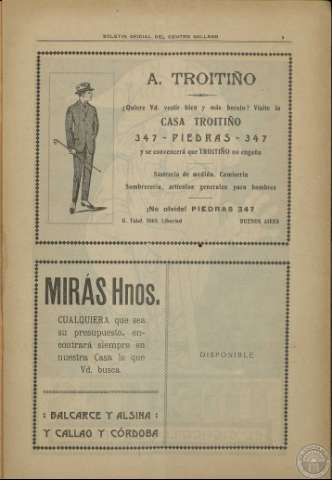 BOLETIN OFICIAL DEL CENTRO GALLEGO
A. TROITIÑO
¿Quiere Vd. vestir bien y más barato? Visite la
CASA TROITIÑO
347 - PIEDRAS - 347
y se convencerá que TROITIÑO no engaña
Sastrería de medida, Camisería
Sombrerería, artículos generales para hombres
¡No olvide! PIEDRAS 347
Libertad
BUENOS AIRES
MIRÁS Hnos.
CUALQUIERA que sea
su presupuesto, en-
contrará siempre en
nuestra Casa lo que
Vd. busca
: BALCARCE Y ALSINA :
Y CALLAO Y CÓRDOBA
DISPONIBLE